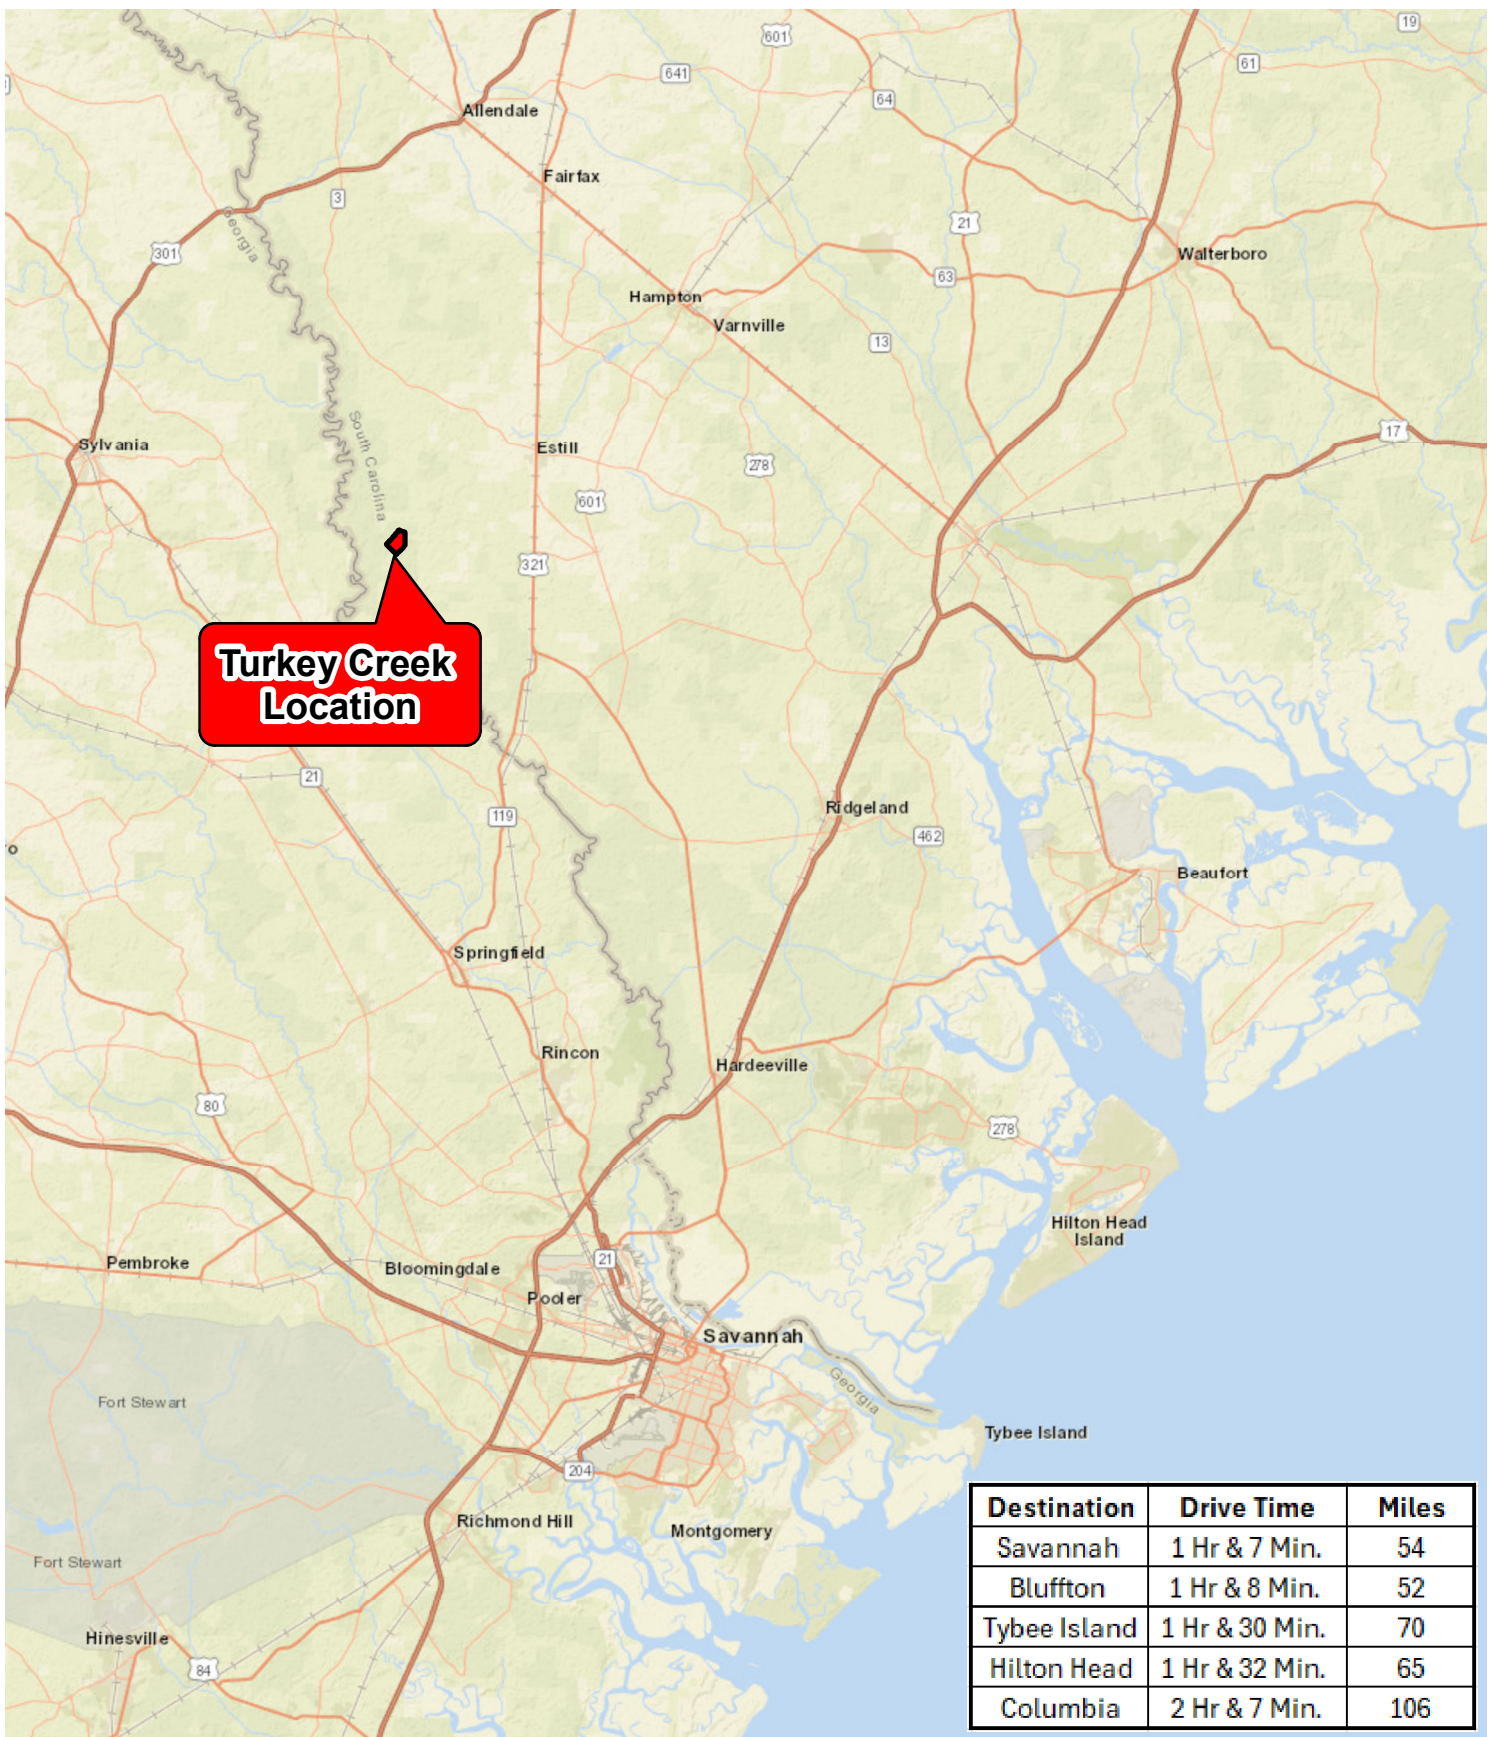 19
601
61
641
64
Allendale
Fairfax
3
Georgia
21
301
Walterboro
63
Hampton
Varnville
13
South Carolina
17
Sylvania
Estill
278
601
321
Turkey Creek
Location
21
Ridgeland
119
462
o
Beaufort
Springfield
Rincon
Hardeeville
80
278
Hilton Head
Island
Pembroke
Bloomingdale
21
Pooler
Savannah
Georgia
Fort Stewart
Tybee Island
204
Richmond Hill
Montgomery
Fort Stewart
Hinesville
84
Destination Drive Time Miles
Savannah 1 Hr & 7 Min. 54
Bluffton 1 Hr & 8 Min. 52
Tybee Island 1 Hr & 30 Min. 70
Hilton Head 1 Hr & 32 Min. 65
Columbia 2 Hr & 7 Min. 106